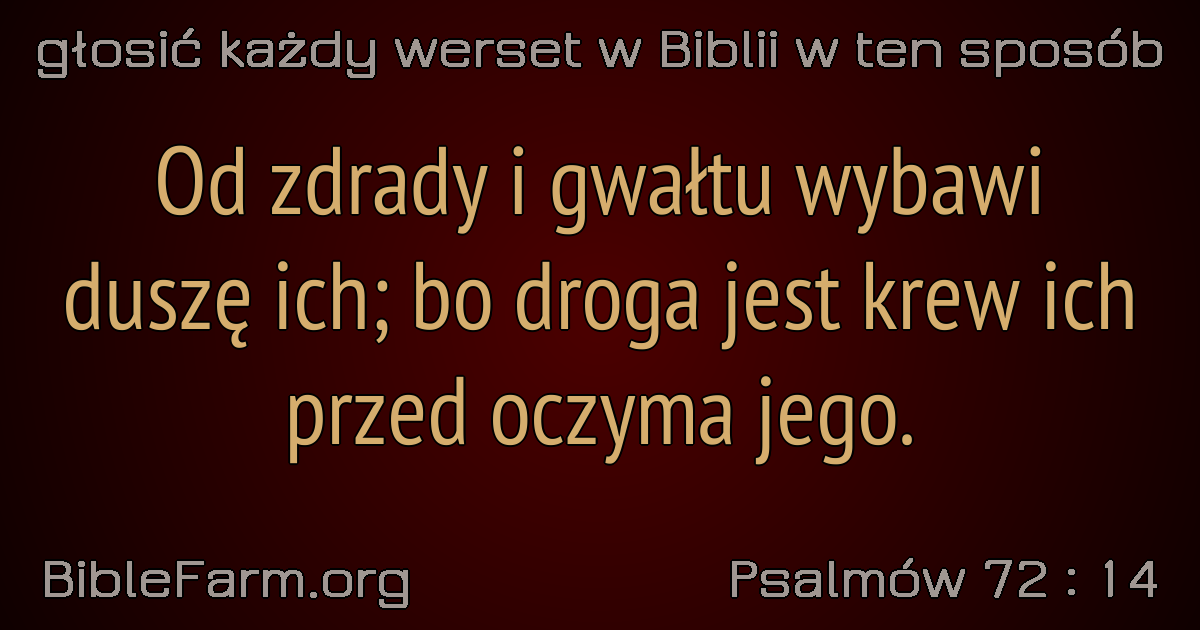 głosić każdy werset w Biblii w ten sposób
Od zdrady i gwałtu wybawi
duszę ich; bo droga jest krew ich
przed oczyma jego.
BibleFarm.org
Psalmów 72 : 14